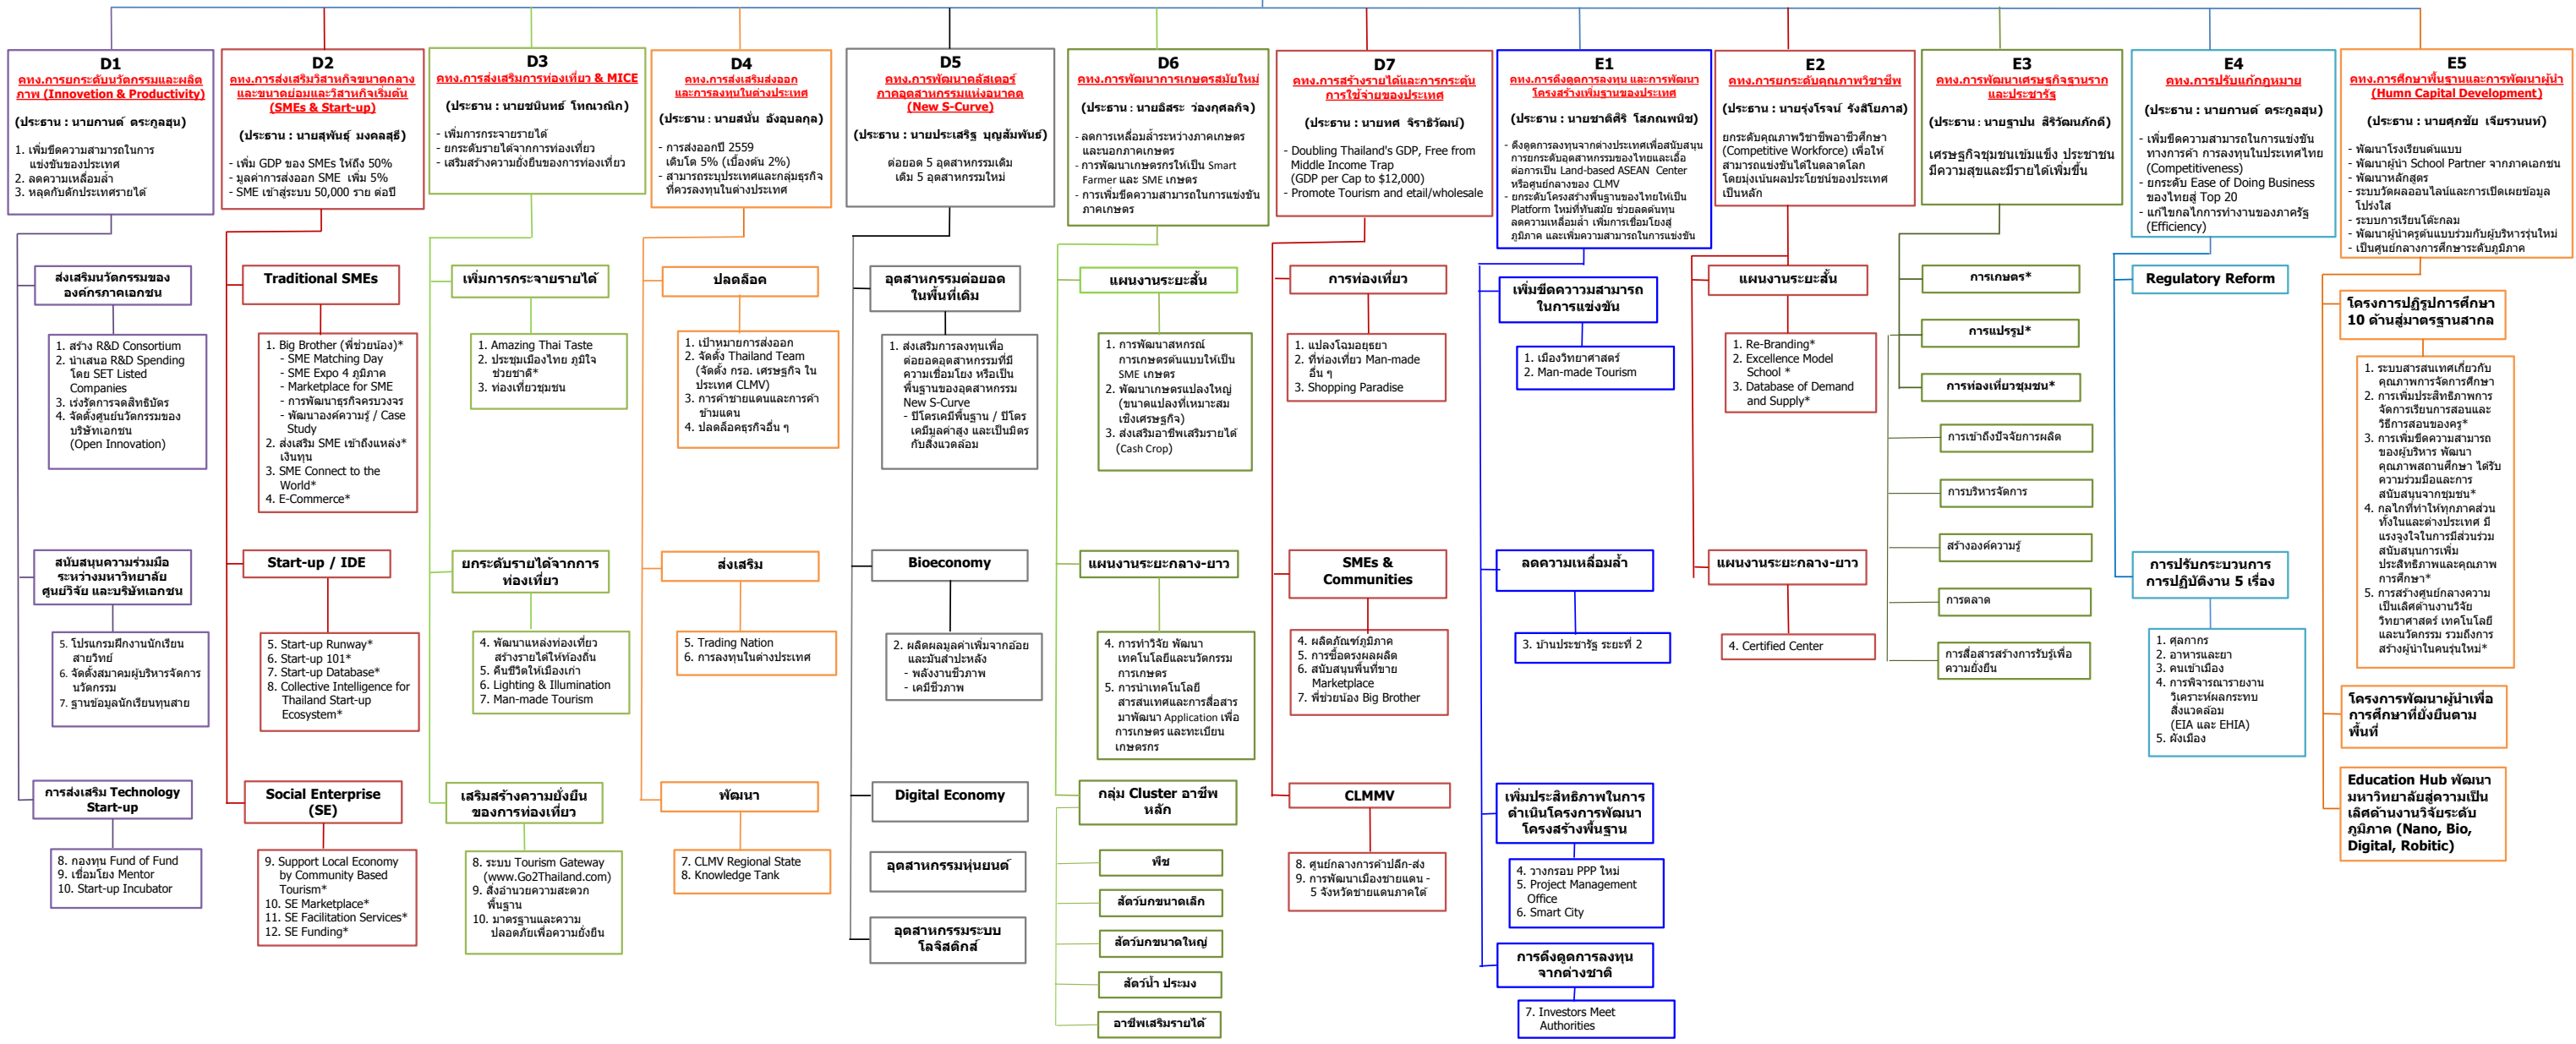 D1
คทง.การยกระดับนวัตกรรมและผลิต
ภาพ (Innovetion & Productivity)
(ประธาน : นายกานต์ ตระกูลฮุน)
1. เพิ่มขีดความสามารถในการ
แข่งขันของประเทศ
2. ลดความเหลื่อมล้ำ
3. หลุดกับดักประเทศรายได้
ส่งเสริมนวัตกรรมของ
องค์กรภาคเอกชน
1. สร้าง R&D Consortium
2. นำเสนอ R&D Spending
โดย SET Listed
Companies
3. เร่งรัดการจดสิทธิบัตร
4. จัดตั้งศูนย์นวัตกรรมของ
บริษัทเอกชน
(Open Innovation)
สนับสนุนความร่วมมือ
ระหว่างมหาวิทยาลัย
ศูนย์วิจัย และบริษัทเอกชน
5. โปรแกรมฝึกงานนักเรียน
สายวิทย์
6. จัดตั้งสมาคมผู้บริหารจัดการ
นวัตกรรม
7. ฐานข้อมูลนักเรียนทุนสาย
การส่งเสริม Technology
Start-up
8. กองทุน Fund of Fund
9. เชื่อมโยง Mentor
10. Start-up Incubator
D2
คทง.การส่งเสริมวิสาหกิจขนาดกลาง
และขนาดย่อมและวิสาหกิจเริ่มต้น
(SMEs & Start-up)
(ประธาน : นายสุพันธุ์ มงคลสุธี)
- เพิ่ม GDP ของ SMEs ให้ถึง 50%
- มูลค่าการส่งออก SME เพิ่ม 5%
- SME เข้าสู่ระบบ 50,000 ราย ต่อปี
Traditional SMEs
1. Big Brother (พี่ช่วยน้อง)*
- SME Matching Day
- SME Expo 4 ภูมิภาค
- Marketplace for SME
- การพัฒนาธุรกิจครบวงจร
- พัฒนาองค์ความรู้ / Case
Study
2. ส่งเสริม SME เข้าถึงแหล่ง*
เงินทุน
3. SME Connect to the
World*
4. E-Commerce*
Start-up / IDE
5. Start-up Runway*
6. Start-up 101*
7. Start-up Database*
8. Collective Intelligence for
Thailand Start-up
Ecosystem*
Social Enterprise
(SE)
9. Support Local Economy
by Community Based
Tourism*
10. SE Marketplace*
11. SE Facilitation Services*
12. SE Funding*
D3
คทง.การส่งเสริมการท่องเที่ยว & MICE
(ประธาน : นายชนินทธ์ โทณวณิก)
- เพิ่มการกระจายรายได้
- ยกระดับรายได้จากการท่องเที่ยว
- เสริมสร้างความยั่งยืนของการท่องเที่ยว
เพิ่มการกระจายรายได้
1. Amazing Thai Taste
2. ประชุมเมืองไทย ภูมิใจ
ช่วยชาติ*
3. ท่องเที่ยวชุมชน
ยกระดับรายได้จากการ
ท่องเที่ยว
4. พัฒนาแหล่งท่องเที่ยว
สร้างรายได้ให้ท้องถิ่น
5. คืนชีวิตให้เมืองเก่า
6. Lighting & Illumination
7. Man-made Tourism
เสริมสร้างความยั่งยืน
ของการท่องเที่ยว
8. ระบบ Tourism Gateway
(www.Go2Thailand.com)
9. สิ่งอำนวยความสะดวก
พื้นฐาน
10. มาตรฐานและความ
ปลอดภัยเพื่อความยั่งยืน
D4
คทง.การส่งเสริมส่งออก
และการลงทุนในต่างประเทศ
(ประธาน : นายสนั่น อังอุบลกุล)
- การส่งออกปี 2559
เติบโต 5% (เบื้องต้น 2%)
- สามารถระบุประเทศและกลุ่มธุรกิจ
ที่ควรลงทุนในต่างประเทศ
ปลดล็อค
1. เป้าหมายการส่งออก
2. จัดตั้ง Thailand Team
(จัดตั้ง กรอ. เศรษฐกิจ ใน
ประเทศ CLMV)
3. การค้าชายแดนและการค้า
ข้ามแดน
4. ปลดล็อคธุรกิจอื่น ๆ
ส่งเสริม
5. Trading Nation
6. การลงทุนในต่างประเทศ
พัฒนา
7. CLMV Regional State
8. Knowledge Tank
D5
คทง.การพัฒนาคลัสเตอร์
ภาคอุตสาหกรรมแห่งอนาคต
(New S-Curve)
(ประธาน : นายประเสริฐ บุญสัมพันธ์)
ต่อยอด 5 อุตสาหกรรมเดิม
เติม 5 อุตสาหกรรมใหม่
อุตสาหกรรมต่อยอด
ในพื้นที่เดิม
1. ส่งเสริมการลงทุนเพื่อ
ต่อยอดอุตสาหกรรมที่มี
ความเชื่อมโยง หรือเป็น
พื้นฐานของอุตสาหกรรม
New S-Curve
- ปิโตรเคมีพื้นฐาน / ปิโตร
เคมีมูลค่าสูง และเป็นมิตร
กับสิ่งแวดล้อม
Bioeconomy
2. ผลิตผลมูลค่าเพิ่มจากอ้อย
และมันสำปะหลัง
- พลังงานชีวภาพ
- เคมีชีวภาพ
Digital Economy
อุตสาหกรรมหุ่นยนต์
อุตสาหกรรมระบบ
โลจิสติกส์
D6
คทง.การพัฒนาการเกษตรสมัยใหม่
(ประธาน : นายอิสระ ว่องกุศลกิจ)
- ลดการเหลื่อมล้ำระหว่างภาคเกษตร
และนอกภาคเกษตร
- การพัฒนาเกษตรกรให้เป็น Smart
Farmer และ SME เกษตร
- การเพิ่มขีดความสามารถในการแข่งขัน
ภาคเกษตร
แผนงานระยะสั้น
1. การพัฒนาสหกรณ์
การเกษตรต้นแบบให้เป็น
SME เกษตร
2. พัฒนาเกษตรแปลงใหญ่
(ขนาดแปลงที่เหมาะสม
เชิงเศรษฐกิจ)
3. ส่งเสริมอาชีพเสริมรายได้
(Cash Crop)
แผนงานระยะกลาง-ยาว
4. การทำวิจัย พัฒนา
เทคโนโลยีและนวัตกรรม
การเกษตร
5. การนำเทคโนโลยี
สารสนเทศและการสื่อสาร
มาพัฒนา Application เพื่อ
การเกษตร และทะเบียน
เกษตรกร
กลุ่ม Cluster อาชีพ
หลัก
พืช
สัตว์บกขนาดเล็ก
สัตว์บกขนาดใหญ่
สัตว์น้ำ ประมง
อาชีพเสริมรายได้
D7
คทง.การสร้างรายได้และการกระตุ้น
การใช้จ่ายของประเทศ
(ประธาน : นายทศ จิราธิวัฒน์)
- Doubling Thailand's GDP, Free from
Middle Income Trap
(GDP per Cap to $12,000)
- Promote Tourism and etail/wholesale
การท่องเที่ยว
1. แปลงโฉมอยุธยา
2. ที่ท่องเที่ยว Man-made
อื่น ๆ
3. Shopping Paradise
SMEs &
Communities
4. ผลิตภัณฑ์ภูมิภาค
5. การซื้อตรงผลผลิต
6. สนับสนุนพื้นที่ขาย
Marketplace
7. พี่ช่วยน้อง Big Brother
CLMMV
8. ศูนย์กลางการค้าปลีก-ส่ง
9. การพัฒนาเมืองชายแดน -
5 จังหวัดชายแดนภาคใต้
E1
คทง.การดึงดูดการลงทุน และการพัฒนา
โครงสร้างเพิ่มฐานของประเทศ
(ประธาน : นายชาติศิริ โสภณพนิช)
- ดึงดูดการลงทุนจากต่างประเทศเพื่อสนับสนุน
การยกระดับอุตสาหกรรมของไทยและเอื้อ
ต่อการเป็น Land-based ASEAN Center
หรือศูนย์กลางของ CLMV
- ยกระดับโครงสร้างพื้นฐานของไทยให้เป็น
Platform ใหม่ที่ทันสมัย ช่วยลดต้นทุน
ลดความเหลื่อมล้ำ เพิ่มการเชื่อมโยงสู่
ภูมิภาค และเพิ่มความสามารถในการแข่งขัน
เพิ่มขีดความวมสามารถ
ในการแข่งขัน
1. เมืองวิทยาศาสตร์
2. Man-made Tourism
ลดความเหลื่อมล้ำ
3. บ้านประชารัฐ ระยะที่ 2
เพิ่มประสิทธิภาพในการ
ดำเนินโครงการพัฒนา
โครงสร้างพื้นฐาน
4. วางกรอบ PPP ใหม่
5. Project Management
Office
6. Smart City
การดึงดูดการลงทุน
จากต่างชาติ
7. Investors Meet
Authorities
E2
คทง.การยกระดับคุณภาพวิชาชีพ
(ประธาน : นายรุ่งโรจน์ รังสิโยภาส)
ยกระดับคุณภาพวิชาชีพอาชีวศึกษา
(Competitive Workforce) เพื่อให้
สามารถแข่งขันได้ในตลาดโลก
โดยมุ่งเน้นผลประโยชน์ของประเทศ
เป็นหลัก
แผนงานระยะสั้น
1. Re-Branding*
2. Excellence Model
School *
3. Database of Demand
and Supply*
แผนงานระยะกลาง-ยาว
4. Certified Center
E3
คทง.การพัฒนาเศรษฐกิจฐานราก
และประชารัฐ
(ประธาน : นายฐาปน สิริวัฒนภักดี)
เศรษฐกิจชุมชนเข้มแข็ง ประชาชน
มีความสุขและมีรายได้เพิ่มขึ้น
การเกษตร*
การแปรรูป*
การท่องเที่ยวชุมชน*
การเข้าถึงปัจจัยการผลิต
การบริหารจัดการ
สร้างองค์ความรู้
การตลาด
การสื่อสารสร้างการรับรู้เพื่อ
ความยั่งยืน
E4
คทง.การปรับแก้กฎหมาย
(ประธาน : นายกานต์ ตระกูลฮุน)
- เพิ่มขีดความสามารถในการแข่งขัน
ทางการค้า การลงทุนในประเทศไทย
(Competitiveness)
- ยกระดับ Ease of Doing Business
ของไทยสู่ Top 20
- แก้ไขกลไกการทำงานของภาครัฐ
(Efficiency)
Regulatory Reform
การปรับกระบวนการ
การปฏิบัติงาน 5 เรื่อง
1. ศุลกากร
2. อาหารและยา
3. คนเข้าเมือง
4. การพิจารณารายงาน
วิเคราะห์ผลกระทบ
สิ่งแวดล้อม
(EIA และ EHIA)
5. ผังเมือง
E5
คทง.การศึกษาพื้นฐานและการพัฒนาผู้นำ
(Humn Capital Development)
(ประธาน : นายศุภชัย เจียรวนนท์)
- พัฒนาโรงเรียนต้นแบบ
- พัฒนาผู้นำ School Partner จากภาคเอกชน
- พัฒนาหลักสูตร
- ระบบวัดผลออนไลน์และการเปิดเผยข้อมูล
โปร่งใส
- ระบบการเรียนโต๊ะกลม
- พัฒนาผู้นำครูต้นแบบร่วมกับผู้บริหารรุ่นใหม่
- เป็นศูนย์กลางการศึกษาระดับภูมิภาค
โครงการปฏิรูปการศึกษา
10 ด้านสู่มาตรฐานสากล
1. ระบบสารสนเทศเกี่ยวกับ
คุณภาพการจัดการศึกษา
2. การเพิ่มประสิทธิภาพการ
จัดการเรียนการสอนและ
วิธีการสอนของครู*
3. การเพิ่มขีดความสามารถ
ของผู้บริหาร พัฒนา
คุณภาพสถานศึกษา ได้รับ
ความร่วมมือและการ
สนับสนุนจากชุมชน*
4. กลไกที่ทำให้ทุกภาคส่วน
ทั้งในและต่างประเทศ มี
แรงจูงใจในการมีส่วนร่วม
สนับสนุนการเพิ่ม
ประสิทธิภาพและคุณภาพ
การศึกษา*
5. การสร้างศูนย์กลางความ
เป็นเลิศด้านงานวิจัย
วิทยาศาสตร์ เทคโนโลยี
และนวัตกรรม รวมถึงการ
สร้างผู้นำในคนรุ่นใหม่*
โครงการพัฒนาผู้นำเพื่อ
การศึกษาที่ยั่งยืนตาม
พื้นที่
Education Hub พัฒนา
มหาวิทยาลัยสู่ความเป็น
เลิศด้านงานวิจัยระดับ
ภูมิภาค (Nano, Bio,
Digital, Robitic)